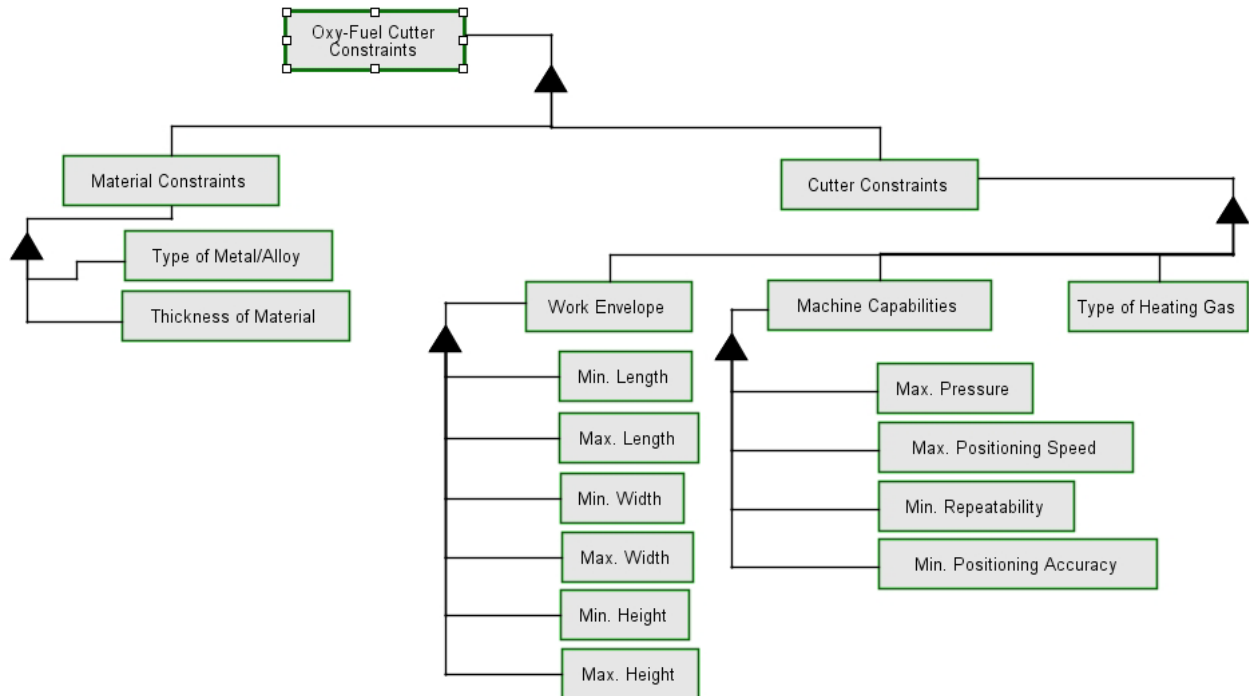 Oxy-Fuel Cutter
Constraints
Material Constraints
Cutter Constraints
Type of Metal/Alloy
Thickness of Material
Work Envelope
Machine Capabilities
Type of Heating Gas
Min. Length
Max. Length
Min. Width
Max. Width
Min. Height
Max. Height
Max. Pressure
Max. Positioning Speed
Min. Repeatability
Min. Positioning Accuracy